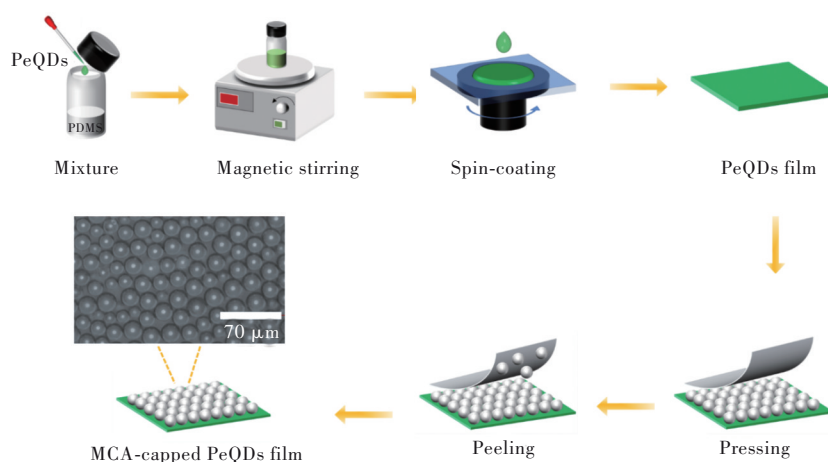 PeQDs
PDMS
Mixture
Magnetic stirring
Spin-coating
PeQDs film
70 μm
MCA-capped PeQDs film
Peeling
Pressing